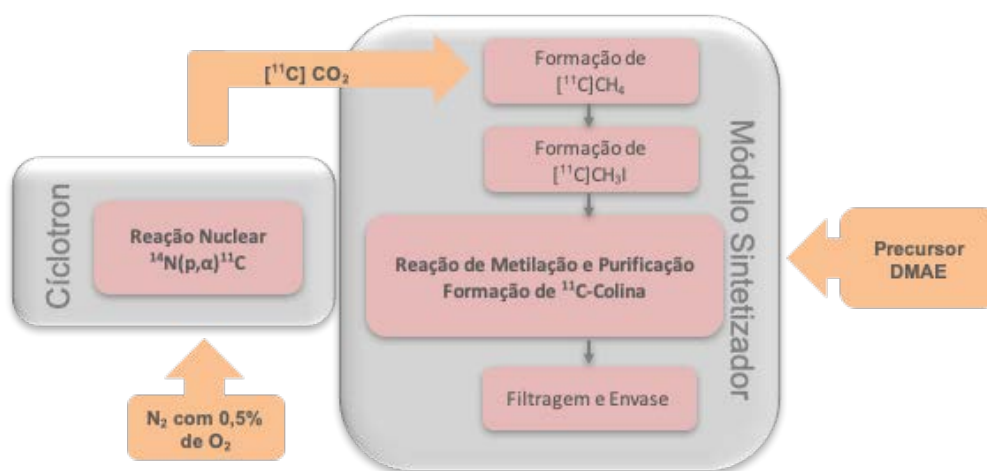 [¹¹C] CO₂
Formação de
[¹¹C]CH₄
Formação de
[¹¹C]CH₃I
Módulo Sintetizador
Cíclotron
Reação Nuclear
¹⁴N(p,α)¹¹C
Reação de Metilação e Purificação
Formação de ¹¹C-Colina
Precursor
DMAE
Filtragem e Envase
N₂ com 0,5%
de O₂